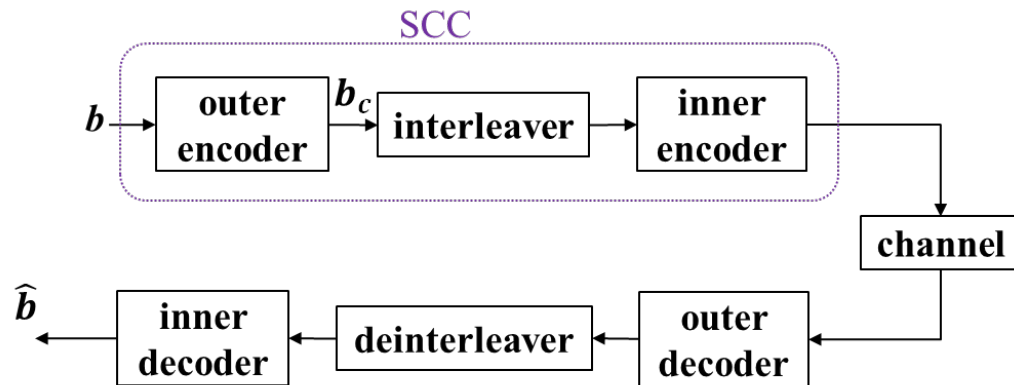 SCC
b
outer
encoder
b_c
interleaver
inner
encoder
channel
b̂
inner
decoder
deinterleaver
outer
decoder